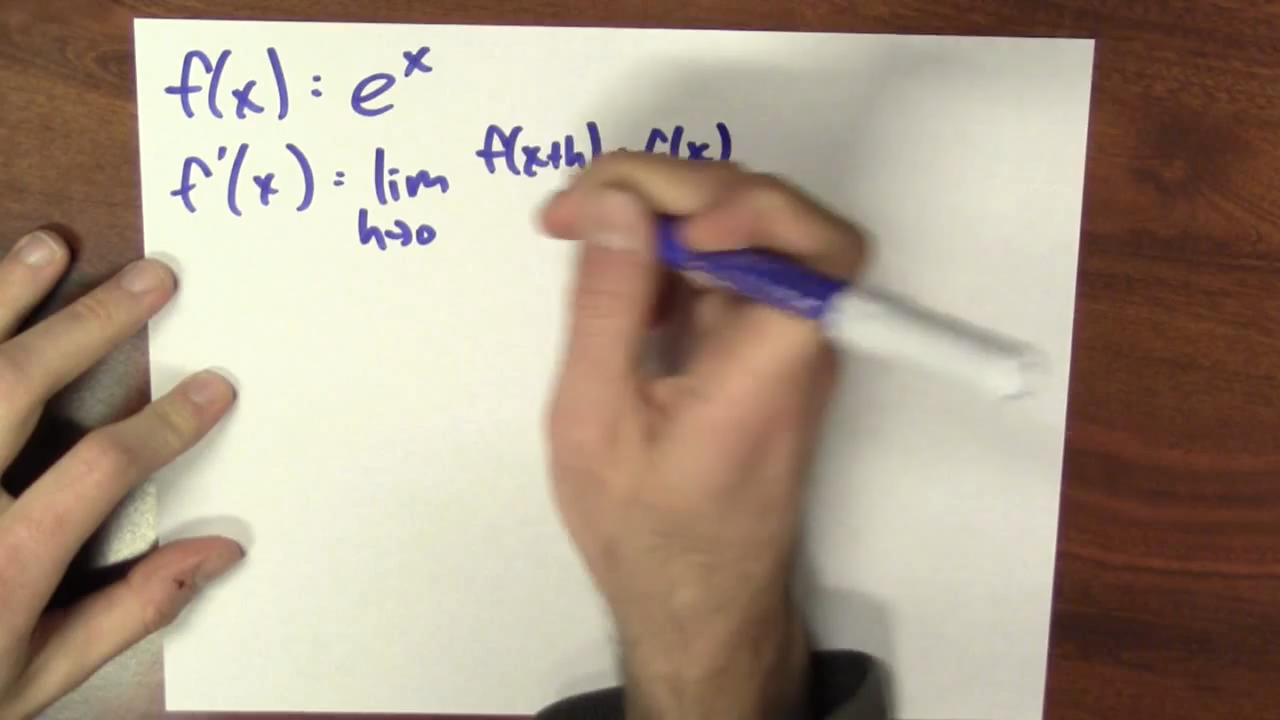 f(x) = e^x
f'(x) = lim f(x+h) - f(x)
h→0